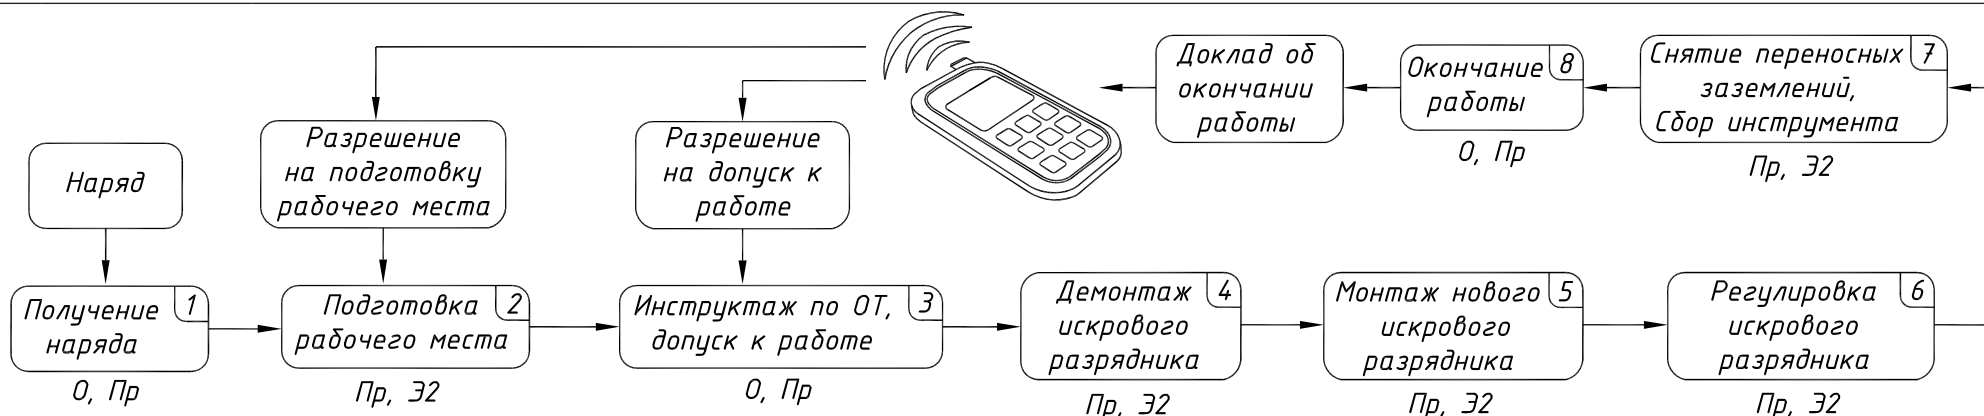 Доклад об
окончании
работы
Окончание 8
работы
О, Пр
Снятие переносных 7
заземлений,
Сбор инструмента
Пр, Э2
Наряд
Разрешение
на подготовку
рабочего места
Разрешение
на допуск к
работе
Получение 1
наряда
О, Пр
Подготовка 2
рабочего места
Пр, Э2
Инструктаж по ОТ, 3
допуск к работе
О, Пр
Демонтаж 4
искрового
разрядника
Пр, Э2
Монтаж нового 5
искрового
разрядника
Пр, Э2
Регулировка 6
искрового
разрядника
Пр, Э2